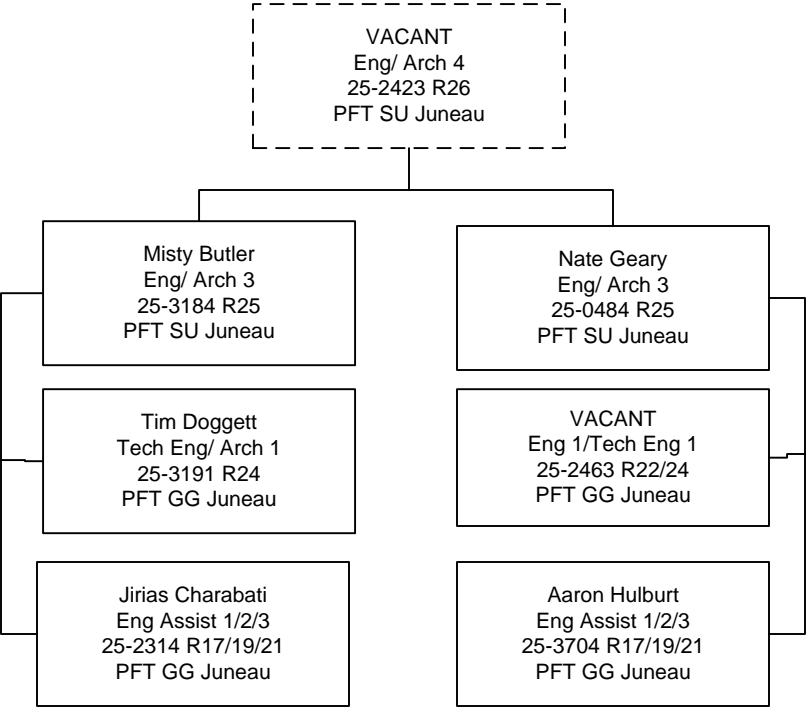 VACANT
Eng/ Arch 4
25-2423 R26
PFT SU Juneau
Misty Butler
Eng/ Arch 3
25-3184 R25
PFT SU Juneau
Nate Geary
Eng/ Arch 3
25-0484 R25
PFT SU Juneau
Tim Doggett
Tech Eng/ Arch 1
25-3191 R24
PFT GG Juneau
VACANT
Eng 1/Tech Eng 1
25-2463 R22/24
PFT GG Juneau
Jirias Charabati
Eng Assist 1/2/3
25-2314 R17/19/21
PFT GG Juneau
Aaron Hulburt
Eng Assist 1/2/3
25-3704 R17/19/21
PFT GG Juneau